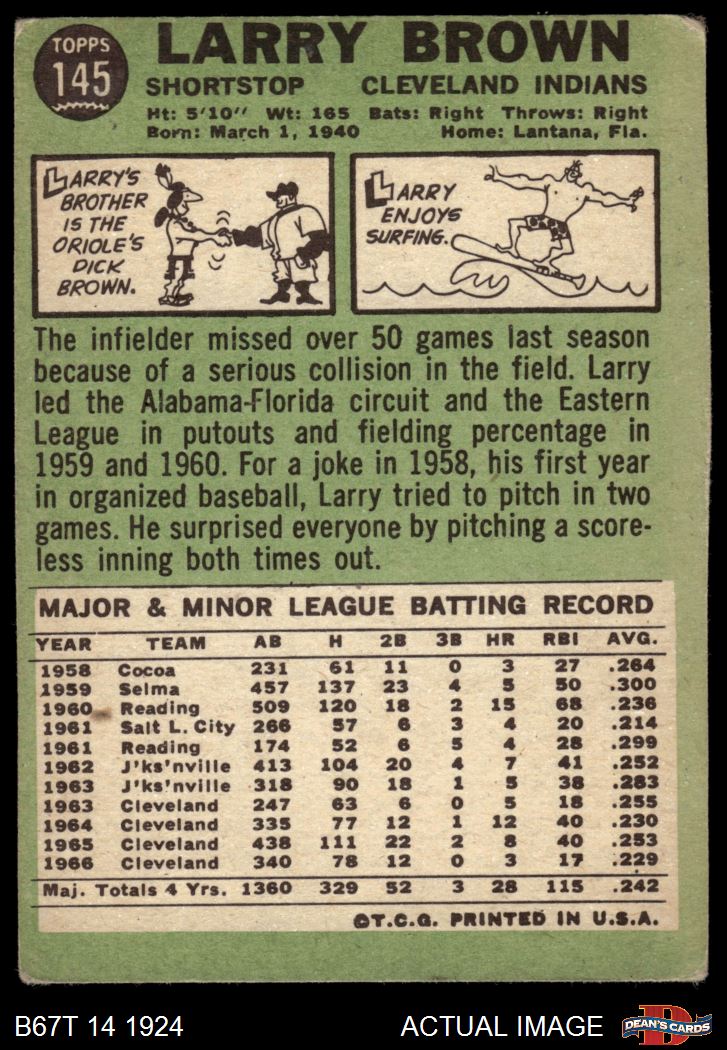 TOPPS
145
LARRY BROWN
SHORTSTOP CLEVELAND INDIANS
Ht: 5'10'' Wt: 165 Bats: Right Throws: Right
Born: March 1, 1940 Home: Lantana, Fla.
LARRY'S
BROTHER
IS THE
ORIOLE'S
DICK
BROWN.
LARRY
ENJOYS
SURFING.
The infielder missed over 50 games last season
because of a serious collision in the field. Larry
led the Alabama-Florida circuit and the Eastern
League in putouts and fielding percentage in
1959 and 1960. For a joke in 1958, his first year
in organized baseball, Larry tried to pitch in two
games. He surprised everyone by pitching a score-
less inning both times out.
MAJOR & MINOR LEAGUE BATTING RECORD
YEAR TEAM AB H 2B 3B HR RBI AVG.
1958 Cocoa 231 61 11 0 3 27 .264
1959 Selma 457 137 23 4 5 50 .300
1960 Reading 509 120 18 2 15 68 .236
1961 Salt L. City 266 57 6 3 4 20 .214
1961 Reading 174 52 6 5 4 28 .299
1962 J'ks'nville 413 104 20 4 7 41 .252
1963 J'ks'nville 318 90 18 1 5 38 .283
1963 Cleveland 247 63 6 0 5 18 .255
1964 Cleveland 335 77 12 1 12 40 .230
1965 Cleveland 438 111 22 2 8 40 .253
1966 Cleveland 340 78 12 0 3 17 .229
Maj. Totals 4 Yrs. 1360 329 52 3 28 115 .242
©T.C.G. PRINTED IN U.S.A.
B67T 14 1924 ACTUAL IMAGE
D
DEAN'S CARDS